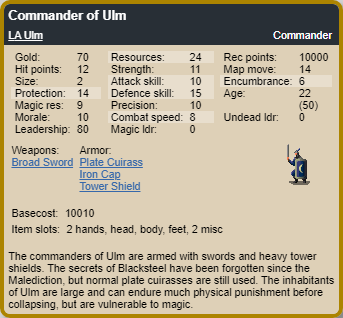 Commander of Ulm
LA Ulm Commander
Gold: 70 Resources: 24 Rec points: 10000
Hit points: 12 Strength: 11 Map move: 14
Size: 2 Attack skill: 10 Encumbrance: 6
Protection: 14 Defence skill: 15 Age: 22
Magic res: 9 Precision: 10 (50)
Morale: 10 Combat speed: 8 Undead ldr: 0
Leadership: 80 Magic ldr: 0
Weapons: Armor:
Broad Sword Plate Cuirass
Iron Cap
Tower Shield
Basecost: 10010
Item slots: 2 hands, head, body, feet, 2 misc
The commanders of Ulm are armed with swords and heavy tower
shields. The secrets of Blacksteel have been forgotten since the
Malediction, but normal plate cuirasses are still used. The inhabitants
of Ulm are large and can endure much physical punishment before
collapsing, but are vulnerable to magic.